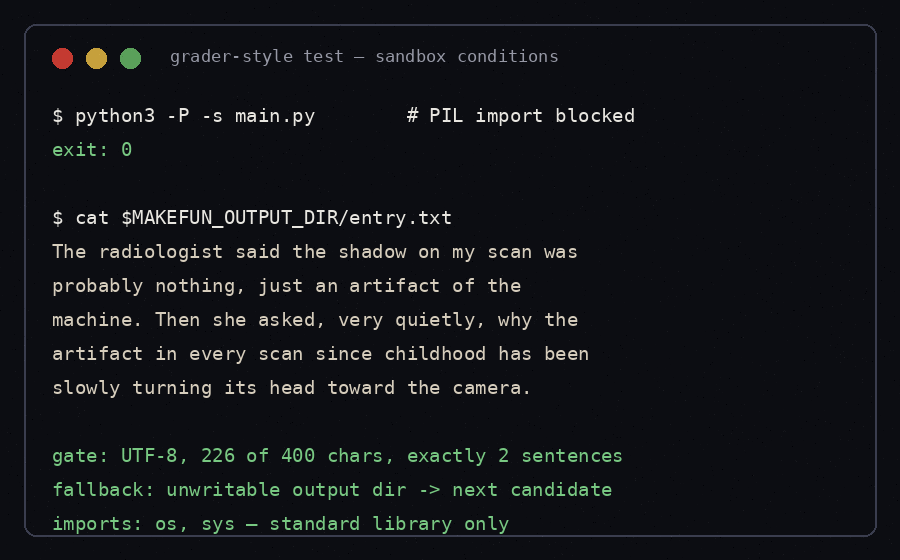 grader-style test — sandbox conditions
$ python3 -P -s main.py        # PIL import blocked
exit: 0
$ cat $MAKEFUN_OUTPUT_DIR/entry.txt
The radiologist said the shadow on my scan was
probably nothing, just an artifact of the
machine. Then she asked, very quietly, why the
artifact in every scan since childhood has been
slowly turning its head toward the camera.
gate: UTF-8, 226 of 400 chars, exactly 2 sentences
fallback: unwritable output dir -> next candidate
imports: os, sys — standard library only